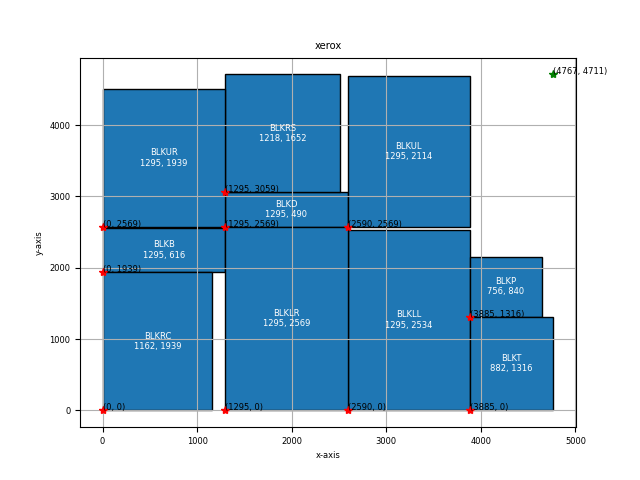 xerox
(4767, 4711)
BLKRS
1218, 1652
BLKUR
1295, 1939
BLKUL
1295, 2114
(1295, 3059)
BLKD
1295, 490
(0, 2569)
(1295, 2569)
(2590, 2569)
BLKB
1295, 616
(0, 1939)
BLKP
756, 840
BLKLR
1295, 2569
BLKLL
1295, 2534
(3885, 1316)
BLKRC
1162, 1939
BLKT
882, 1316
(0, 0)
(1295, 0)
(2590, 0)
(3885, 0)
4000
3000
2000
1000
0
y-axis
0 1000 2000 3000 4000 5000
x-axis